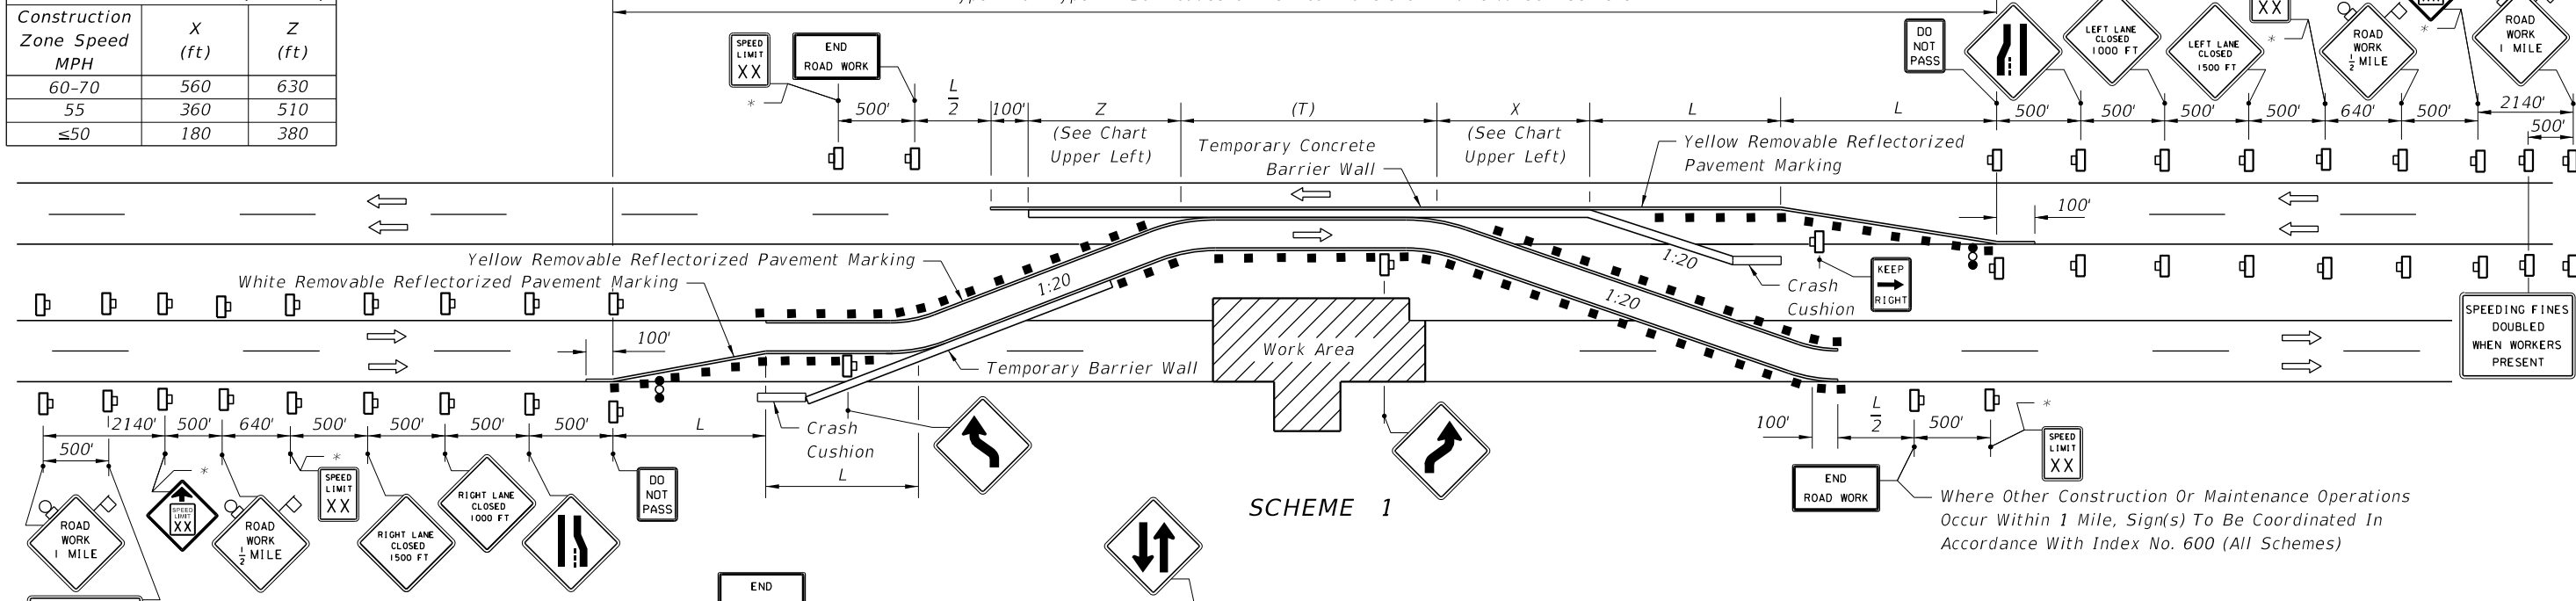 Construction
Zone Speed
MPH
X
(ft)
Z
(ft)
60-70
560
630
55
360
510
≤50
180
380
SPEED
LIMIT
XX
*
END
ROAD WORK
500'
L
2
100'
Z
(See Chart
Upper Left)
(T)
X
(See Chart
Upper Left)
L
L
Temporary Concrete
Barrier Wall
Yellow Removable Reflectorized
Pavement Marking
DO
NOT
PASS
LEFT LANE
CLOSED
1000 FT
LEFT LANE
CLOSED
1500 FT
XX
*
ROAD
WORK
1/2 MILE
*
ROAD
WORK
1 MILE
500'
500'
500'
500'
640'
500'
2140'
500'
100'
Yellow Removable Reflectorized Pavement Marking
White Removable Reflectorized Pavement Marking
1:20
1:20
1:20
Crash
Cushion
KEEP
RIGHT
SPEEDING FINES
DOUBLED
WHEN WORKERS
PRESENT
100'
Work Area
Temporary Barrier Wall
2140'
500'
640'
500'
500'
500'
500'
L
500'
Crash
Cushion
L
100'
L
2
500'
*
SPEED
LIMIT
XX
ROAD
WORK
1 MILE
*
SPEED
LIMIT
XX
ROAD
WORK
1/2 MILE
*
SPEED
LIMIT
XX
RIGHT LANE
CLOSED
1500 FT
RIGHT LANE
CLOSED
1000 FT
DO
NOT
PASS
SCHEME 1
END
ROAD WORK
Where Other Construction Or Maintenance Operations
Occur Within 1 Mile, Sign(s) To Be Coordinated In
Accordance With Index No. 600 (All Schemes)
END